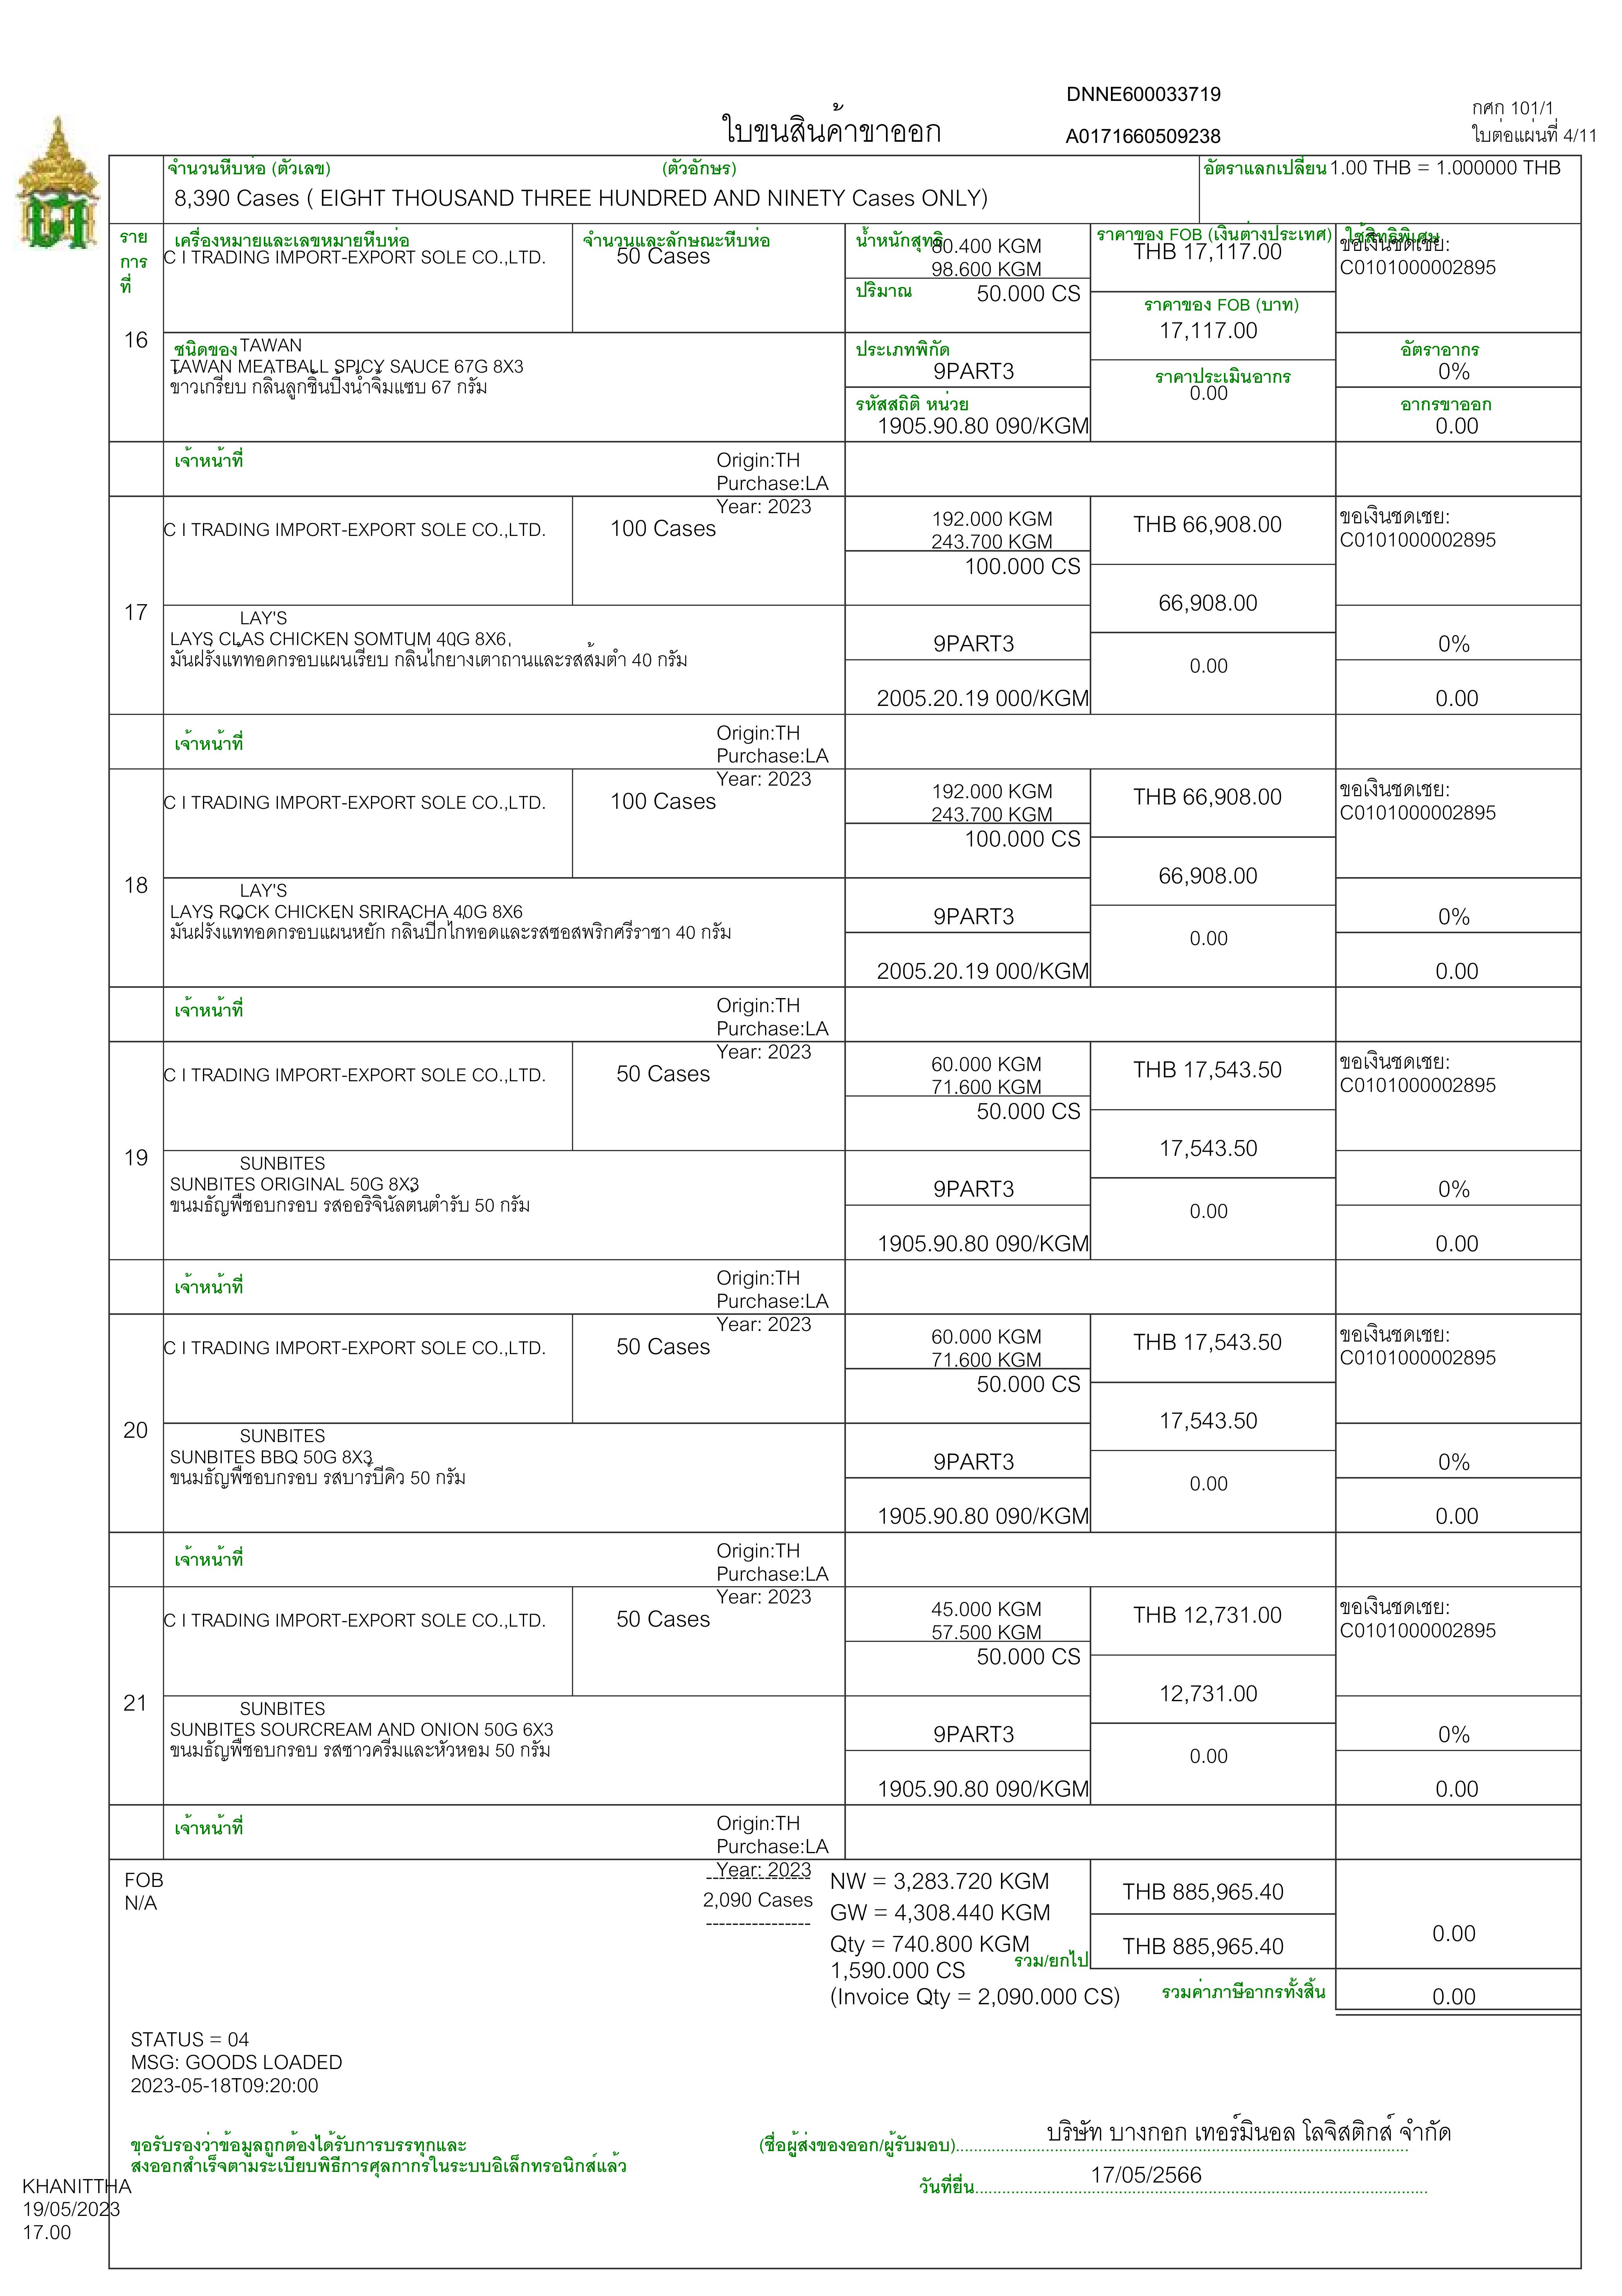 DNNE600033719
กศก 101/1
ใบขนสินค้าขาออก
A0171660509238
ใบต่อแผ่นที่ 4/11
จำนวนหีบห่อ (ตัวเลข) (ตัวอักษร) อัตราแลกเปลี่ยน 1.00 THB = 1.000000 THB
8,390 Cases ( EIGHT THOUSAND THREE HUNDRED AND NINETY Cases ONLY)
ราย
การ
ที่
เครื่องหมายและเลขหมายหีบห่อ จำนวนและลักษณะหีบห่อ น้ำหนักสุทธิ ราคาของ FOB (เงินต่างประเทศ) ใช้สิทธิพิเศษ
C I TRADING IMPORT-EXPORT SOLE CO.,LTD. 50 Cases 80.400 KGM THB 17,117.00 ขอเงินชดเชย:
98.600 KGM C0101000002895
ปริมาณ 50.000 CS
ราคาของ FOB (บาท)
17,117.00
16
ชนิดของ TAWAN
TAWAN MEATBALL SPICY SAUCE 67G 8X3
ข้าวเกรียบ กลิ่นลูกชิ้นปิ้งน้ำจิ้มแซ่บ 67 กรัม
ประเภทพิกัด อัตราอากร
9PART3 0%
ราคาประเมินอากร
0.00
รหัสสถิติ หน่วย อากรขาออก
1905.90.80 090/KGM 0.00
เจ้าหน้าที่ Origin:TH
Purchase:LA
Year: 2023
C I TRADING IMPORT-EXPORT SOLE CO.,LTD. 100 Cases 192.000 KGM THB 66,908.00 ขอเงินชดเชย:
243.700 KGM C0101000002895
100.000 CS
66,908.00
17
LAY'S
LAYS CLAS CHICKEN SOMTUM 40G 8X6
มันฝรั่งแท้ทอดกรอบแผ่นเรียบ กลิ่นไก่ย่างเตาถ่านและรสส้มตำ 40 กรัม
9PART3 0%
0.00
2005.20.19 000/KGM 0.00
เจ้าหน้าที่ Origin:TH
Purchase:LA
Year: 2023
C I TRADING IMPORT-EXPORT SOLE CO.,LTD. 100 Cases 192.000 KGM THB 66,908.00 ขอเงินชดเชย:
243.700 KGM C0101000002895
100.000 CS
66,908.00
18
LAY'S
LAYS ROCK CHICKEN SRIRACHA 40G 8X6
มันฝรั่งแท้ทอดกรอบแผ่นหยัก กลิ่นปีกไก่ทอดและรสซอสพริกศรีราชา 40 กรัม
9PART3 0%
0.00
2005.20.19 000/KGM 0.00
เจ้าหน้าที่ Origin:TH
Purchase:LA
Year: 2023
C I TRADING IMPORT-EXPORT SOLE CO.,LTD. 50 Cases 60.000 KGM THB 17,543.50 ขอเงินชดเชย:
71.600 KGM C0101000002895
50.000 CS
17,543.50
19
SUNBITES
SUNBITES ORIGINAL 50G 8X3
ขนมธัญพืชอบกรอบ รสออริจินัลต้นตำรับ 50 กรัม
9PART3 0%
0.00
1905.90.80 090/KGM 0.00
เจ้าหน้าที่ Origin:TH
Purchase:LA
Year: 2023
C I TRADING IMPORT-EXPORT SOLE CO.,LTD. 50 Cases 60.000 KGM THB 17,543.50 ขอเงินชดเชย:
71.600 KGM C0101000002895
50.000 CS
17,543.50
20
SUNBITES
SUNBITES BBQ 50G 8X3
ขนมธัญพืชอบกรอบ รสบาร์บีคิว 50 กรัม
9PART3 0%
0.00
1905.90.80 090/KGM 0.00
เจ้าหน้าที่ Origin:TH
Purchase:LA
Year: 2023
C I TRADING IMPORT-EXPORT SOLE CO.,LTD. 50 Cases 45.000 KGM THB 12,731.00 ขอเงินชดเชย:
57.500 KGM C0101000002895
50.000 CS
12,731.00
21
SUNBITES
SUNBITES SOURCREAM AND ONION 50G 6X3
ขนมธัญพืชอบกรอบ รสซาวครีมและหัวหอม 50 กรัม
9PART3 0%
0.00
1905.90.80 090/KGM 0.00
เจ้าหน้าที่ Origin:TH
Purchase:LA
Year: 2023
FOB NW = 3,283.720 KGM THB 885,965.40
N/A ----------------
2,090 Cases GW = 4,308.440 KGM
----------------
0.00
Qty = 740.800 KGM THB 885,965.40
รวม/ยกไป
1,590.000 CS
(Invoice Qty = 2,090.000 CS) รวมค่าภาษีอากรทั้งสิ้น 0.00
STATUS = 04
MSG: GOODS LOADED
2023-05-18T09:20:00
บริษัท บางกอก เทอร์มินอล โลจิสติกส์ จำกัด
ขอรับรองว่าข้อมูลถูกต้องได้รับการบรรทุกและ (ชื่อผู้ส่งของออก/ผู้รับมอบ)
ส่งออกสำเร็จตามระเบียบพิธีการศุลกากรในระบบอิเล็กทรอนิกส์แล้ว
วันที่ยื่น 17/05/2566
KHANITTHA
19/05/2023
17.00